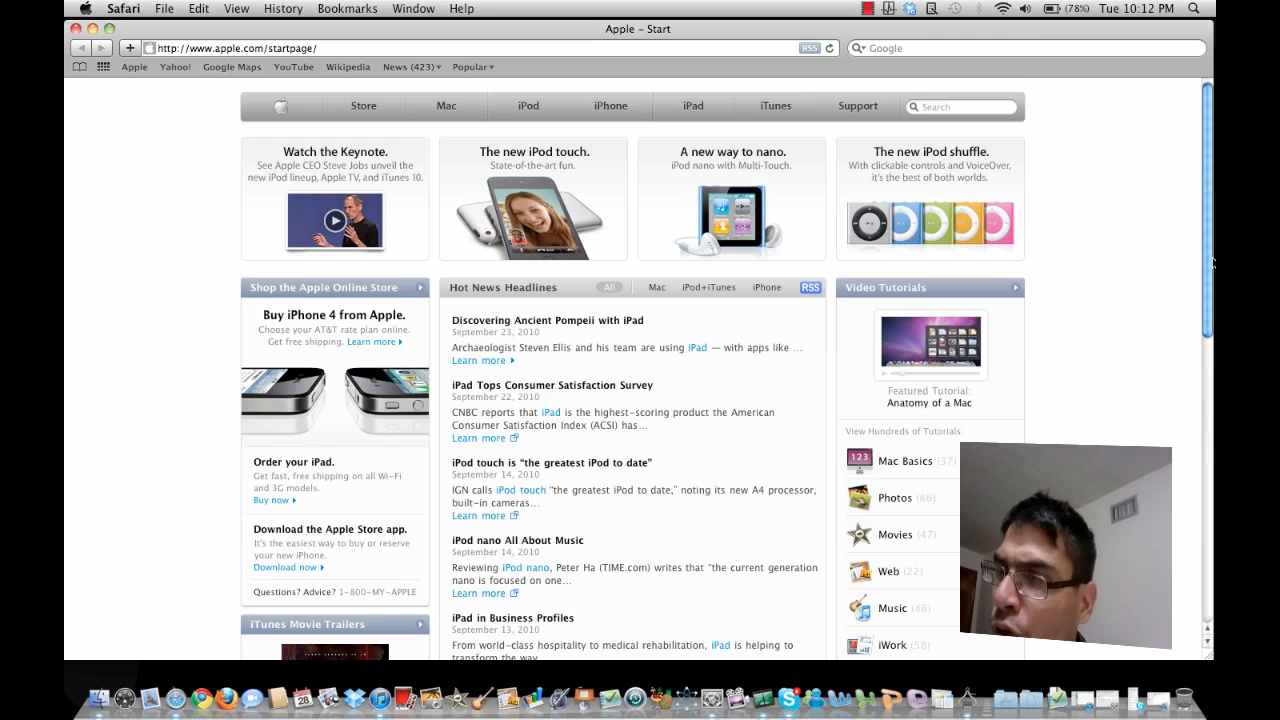 Safari File Edit View History Bookmarks Window Help (78%) Tue 10:12 PM
Apple – Start
http://www.apple.com/startpage/ RSS Google
Apple Yahoo! Google Maps YouTube Wikipedia News (423) Popular
Store Mac iPod iPhone iPad iTunes Support Search
Watch the Keynote.
See Apple CEO Steve Jobs unveil the
new iPod lineup, Apple TV, and iTunes 10.
The new iPod touch.
State-of-the-art fun.
A new way to nano.
iPod nano with Multi-Touch.
The new iPod shuffle.
With clickable controls and VoiceOver,
it's the best of both worlds.
Shop the Apple Online Store
Buy iPhone 4 from Apple.
Choose your AT&T rate plan online.
Get free shipping. Learn more
Order your iPad.
Get fast, free shipping on all Wi-Fi
and 3G models.
Buy now
Download the Apple Store app.
It's the easiest way to buy or reserve
your new iPhone.
Download now
Questions? Advice? 1-800-MY-APPLE
iTunes Movie Trailers
Hot News Headlines All Mac iPod+iTunes iPhone RSS
Discovering Ancient Pompeii with iPad
September 23, 2010
Archaeologist Steven Ellis and his team are using iPad — with apps like ...
Learn more
iPad Tops Consumer Satisfaction Survey
September 22, 2010
CNBC reports that iPad is the highest-scoring product the American
Consumer Satisfaction Index (ACSI) has...
Learn more
iPod touch is “the greatest iPod to date”
September 14, 2010
IGN calls iPod touch “the greatest iPod to date,” noting its new A4 processor,
built-in cameras...
Learn more
iPod nano All About Music
September 14, 2010
Reviewing iPod nano, Peter Ha (TIME.com) writes that “the current generation
nano is focused on one...
Learn more
iPad in Business Profiles
September 13, 2010
From world-class hospitality to medical rehabilitation, iPad is helping to
transform the way
Video Tutorials
Featured Tutorial:
Anatomy of a Mac
View Hundreds of Tutorials:
123 Mac Basics (37)
Photos (86)
Movies (47)
Web (22)
Music (46)
iWork (58)
28